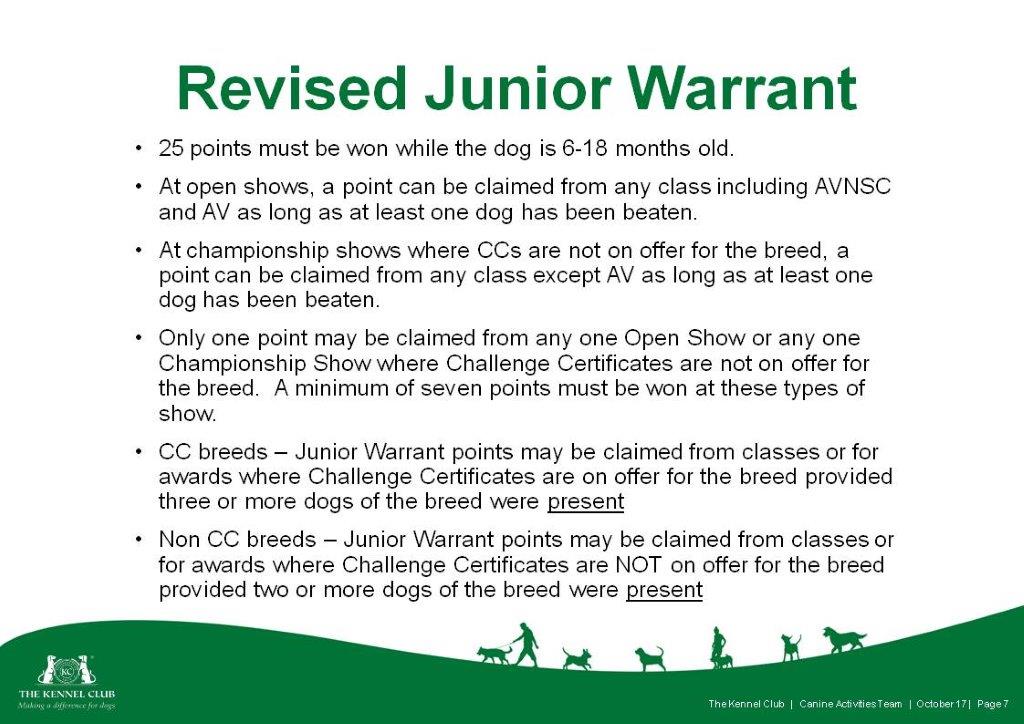 Revised Junior Warrant
• 25 points must be won while the dog is 6-18 months old.
• At open shows, a point can be claimed from any class including AVNSC
and AV as long as at least one dog has been beaten.
• At championship shows where CCs are not on offer for the breed, a
point can be claimed from any class except AV as long as at least one
dog has been beaten.
• Only one point may be claimed from any one Open Show or any one
Championship Show where Challenge Certificates are not on offer for
the breed.  A minimum of seven points must be won at these types of
show.
• CC breeds – Junior Warrant points may be claimed from classes or for
awards where Challenge Certificates are on offer for the breed provided
three or more dogs of the breed were present
• Non CC breeds – Junior Warrant points may be claimed from classes or
for awards where Challenge Certificates are NOT on offer for the breed
provided two or more dogs of the breed were present
KC
THE KENNEL CLUB
Making a difference for dogs
The Kennel Club | Canine Activities Team | October 17 | Page 7